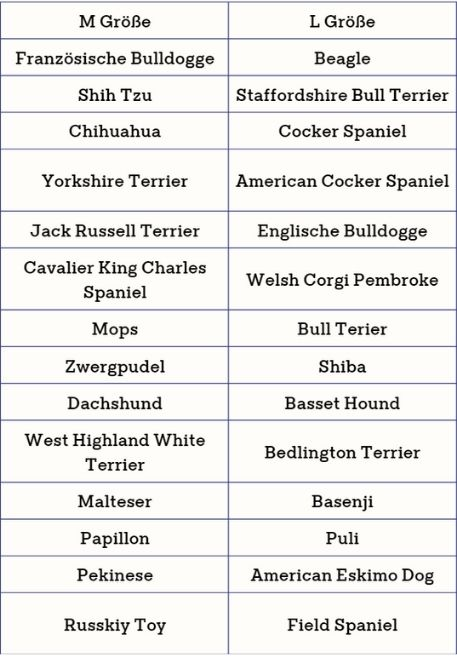 M Größe
L Größe
Französische Bulldogge
Beagle
Shih Tzu
Staffordshire Bull Terrier
Chihuahua
Cocker Spaniel
Yorkshire Terrier
American Cocker Spaniel
Jack Russell Terrier
Englische Bulldogge
Cavalier King Charles
Spaniel
Welsh Corgi Pembroke
Mops
Bull Terier
Zwergpudel
Shiba
Dachshund
Basset Hound
West Highland White
Terrier
Bedlington Terrier
Malteser
Basenji
Papillon
Puli
Pekinese
American Eskimo Dog
Russkiy Toy
Field Spaniel